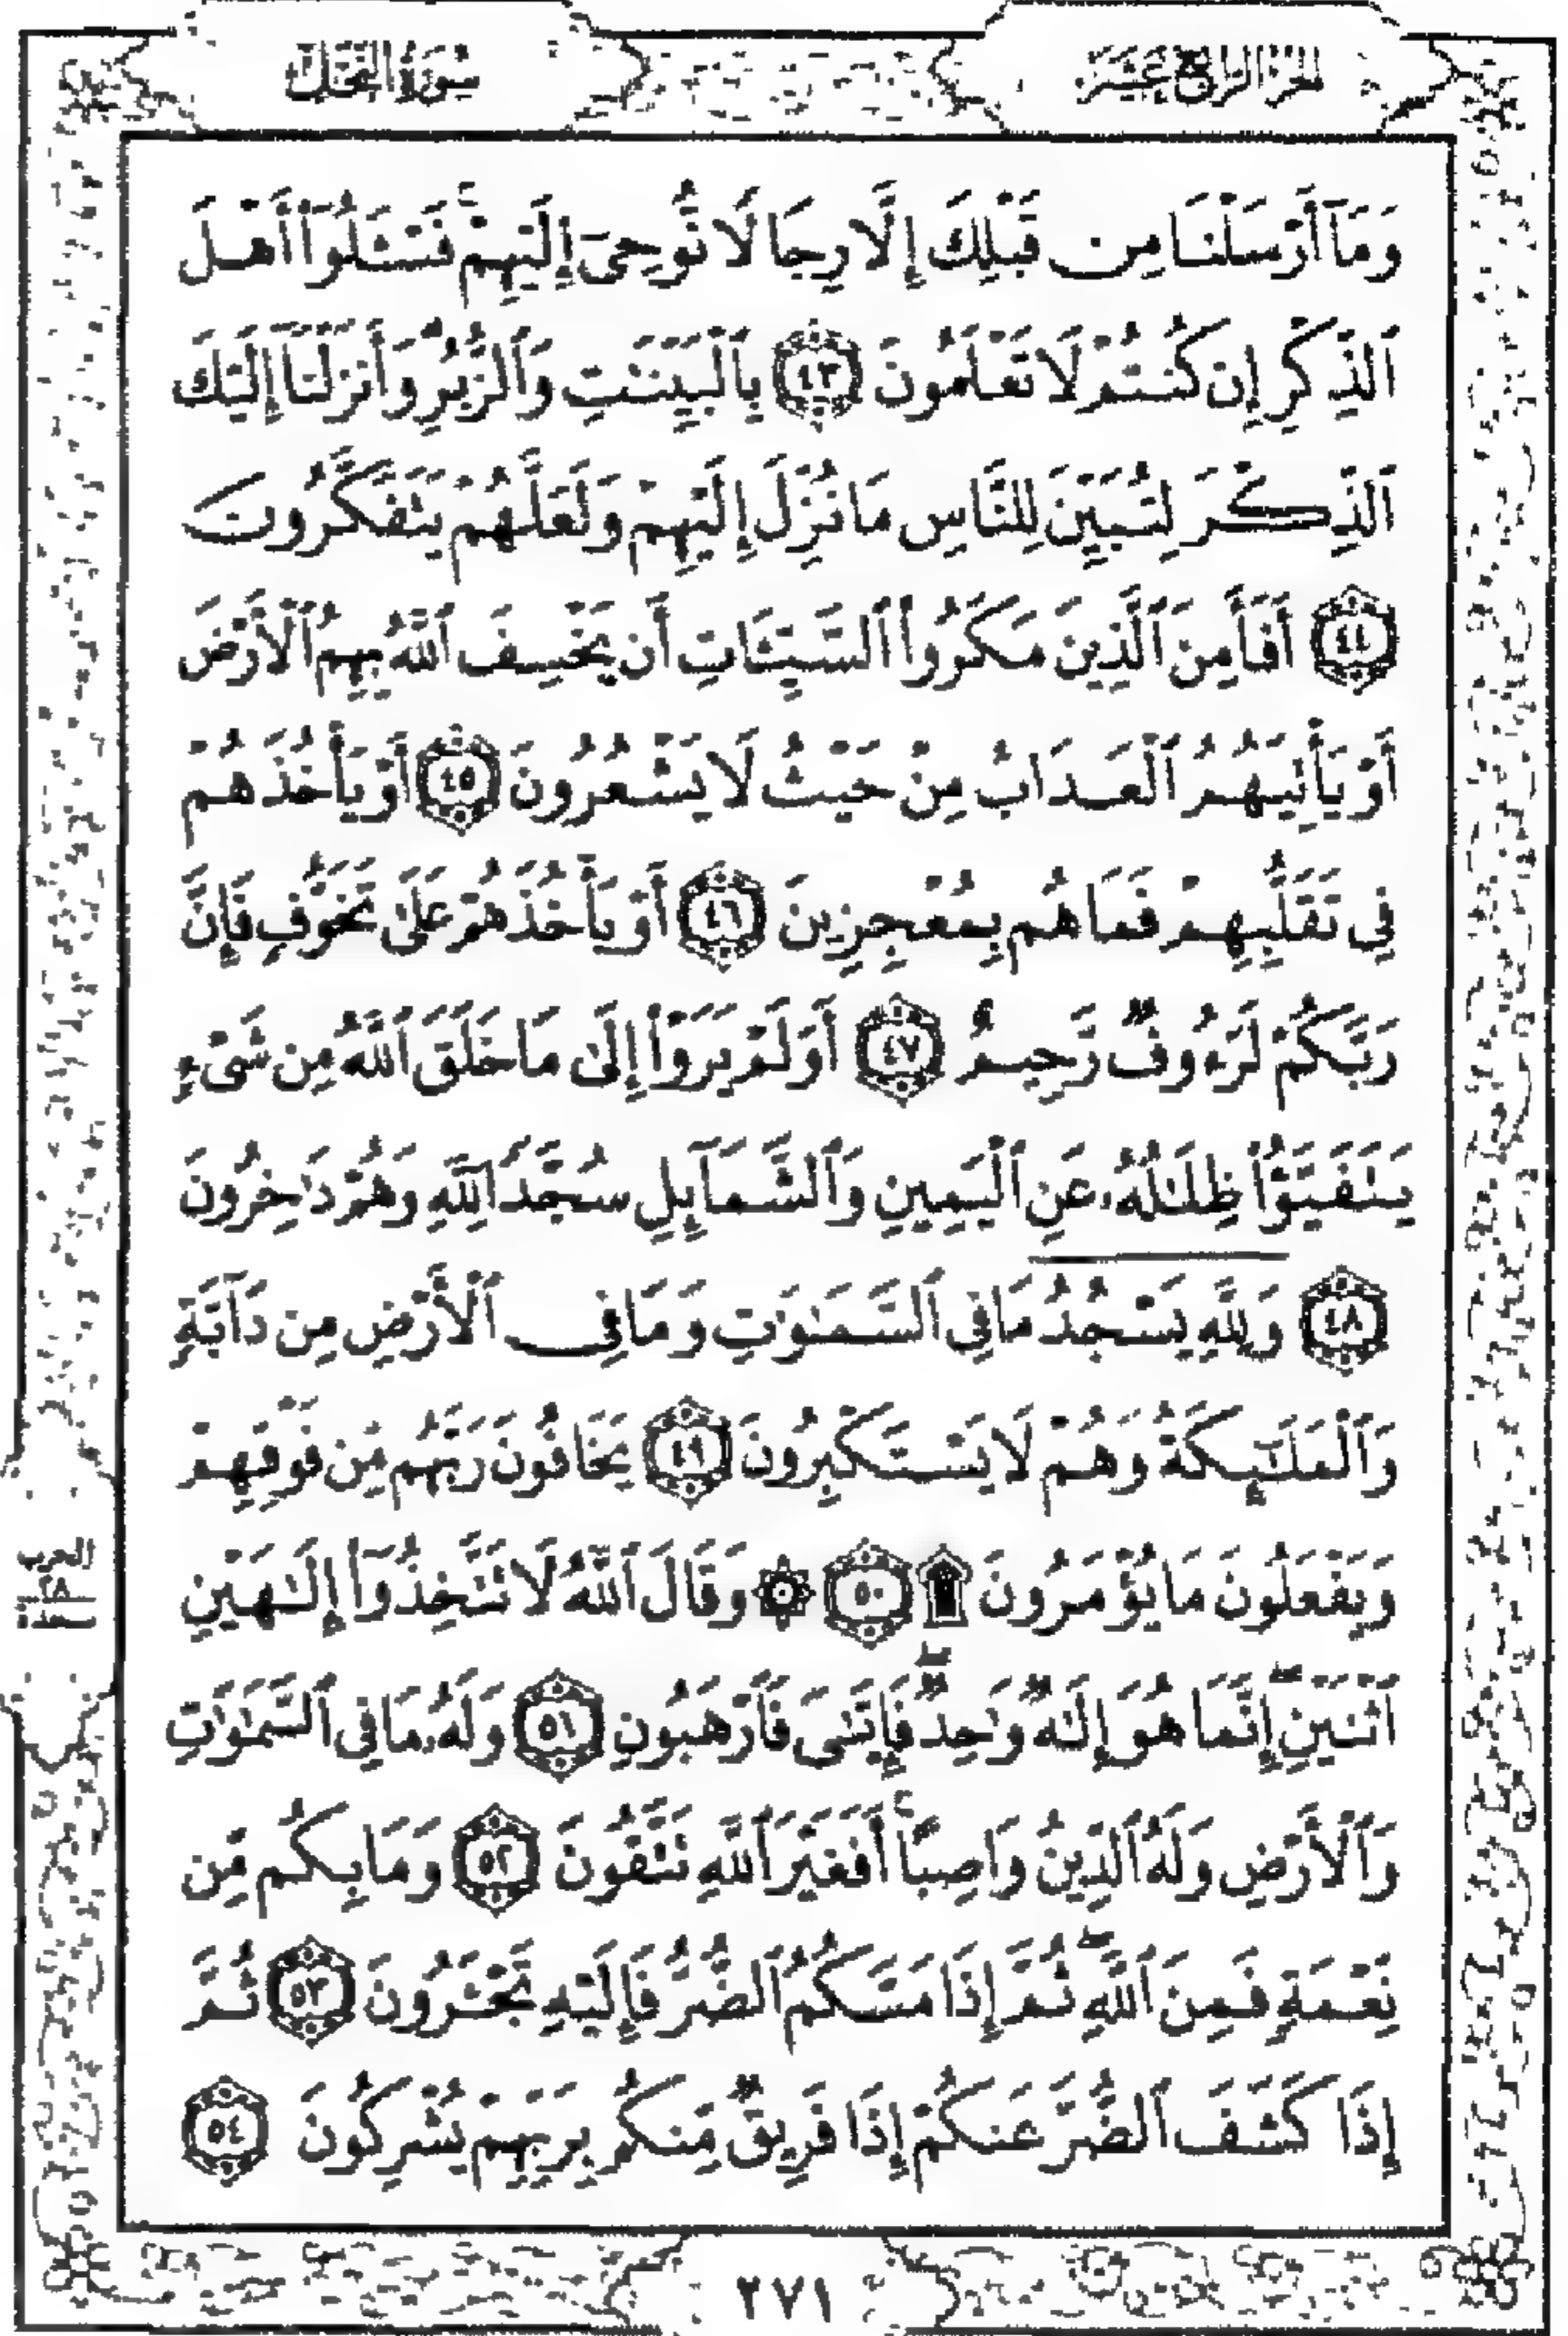 الجزء الرابع عشر
سورة النحل
وَمَآ أَرْسَلْنَا مِن قَبْلِكَ إِلَّا رِجَالًا نُّوحِىٓ إِلَيْهِمْ ۚ فَسْـَٔلُوٓا۟ أَهْلَ
ٱلذِّكْرِ إِن كُنتُمْ لَا تَعْلَمُونَ ٤٣ بِٱلْبَيِّنَـٰتِ وَٱلزُّبُرِ ۗ وَأَنزَلْنَآ إِلَيْكَ
ٱلذِّكْرَ لِتُبَيِّنَ لِلنَّاسِ مَا نُزِّلَ إِلَيْهِمْ وَلَعَلَّهُمْ يَتَفَكَّرُونَ
٤٤ أَفَأَمِنَ ٱلَّذِينَ مَكَرُوا۟ ٱلسَّيِّـَٔاتِ أَن يَخْسِفَ ٱللَّهُ بِهِمُ ٱلْأَرْضَ
أَوْ يَأْتِيَهُمُ ٱلْعَذَابُ مِنْ حَيْثُ لَا يَشْعُرُونَ ٤٥ أَوْ يَأْخُذَهُمْ
فِى تَقَلُّبِهِمْ فَمَا هُم بِمُعْجِزِينَ ٤٦ أَوْ يَأْخُذَهُمْ عَلَىٰ تَخَوُّفٍ فَإِنَّ
رَبَّكُمْ لَرَءُوفٌ رَّحِيمٌ ٤٧ أَوَلَمْ يَرَوْا۟ إِلَىٰ مَا خَلَقَ ٱللَّهُ مِن شَىْءٍ
يَتَفَيَّؤُا۟ ظِلَـٰلُهُۥ عَنِ ٱلْيَمِينِ وَٱلشَّمَآئِلِ سُجَّدًا لِّلَّهِ وَهُمْ دَٰخِرُونَ
٤٨ وَلِلَّهِ يَسْجُدُ مَا فِى ٱلسَّمَـٰوَٰتِ وَمَا فِى ٱلْأَرْضِ مِن دَآبَّةٍ
وَٱلْمَلَـٰٓئِكَةُ وَهُمْ لَا يَسْتَكْبِرُونَ ٤٩ يَخَافُونَ رَبَّهُم مِّن فَوْقِهِمْ
وَيَفْعَلُونَ مَا يُؤْمَرُونَ ۩ ٥٠ ۞ وَقَالَ ٱللَّهُ لَا تَتَّخِذُوٓا۟ إِلَـٰهَيْنِ
ٱثْنَيْنِ ۖ إِنَّمَا هُوَ إِلَـٰهٌ وَٰحِدٌ ۖ فَإِيَّـٰىَ فَٱرْهَبُونِ ٥١ وَلَهُۥ مَا فِى ٱلسَّمَـٰوَٰتِ
وَٱلْأَرْضِ وَلَهُ ٱلدِّينُ وَاصِبًا ۚ أَفَغَيْرَ ٱللَّهِ تَتَّقُونَ ٥٢ وَمَا بِكُم مِّن
نِّعْمَةٍ فَمِنَ ٱللَّهِ ۖ ثُمَّ إِذَا مَسَّكُمُ ٱلضُّرُّ فَإِلَيْهِ تَجْـَٔرُونَ ٥٣ ثُمَّ
إِذَا كَشَفَ ٱلضُّرَّ عَنكُمْ إِذَا فَرِيقٌ مِّنكُم بِرَبِّهِمْ يُشْرِكُونَ ٥٤
الحزب
٢٨
٢٧١